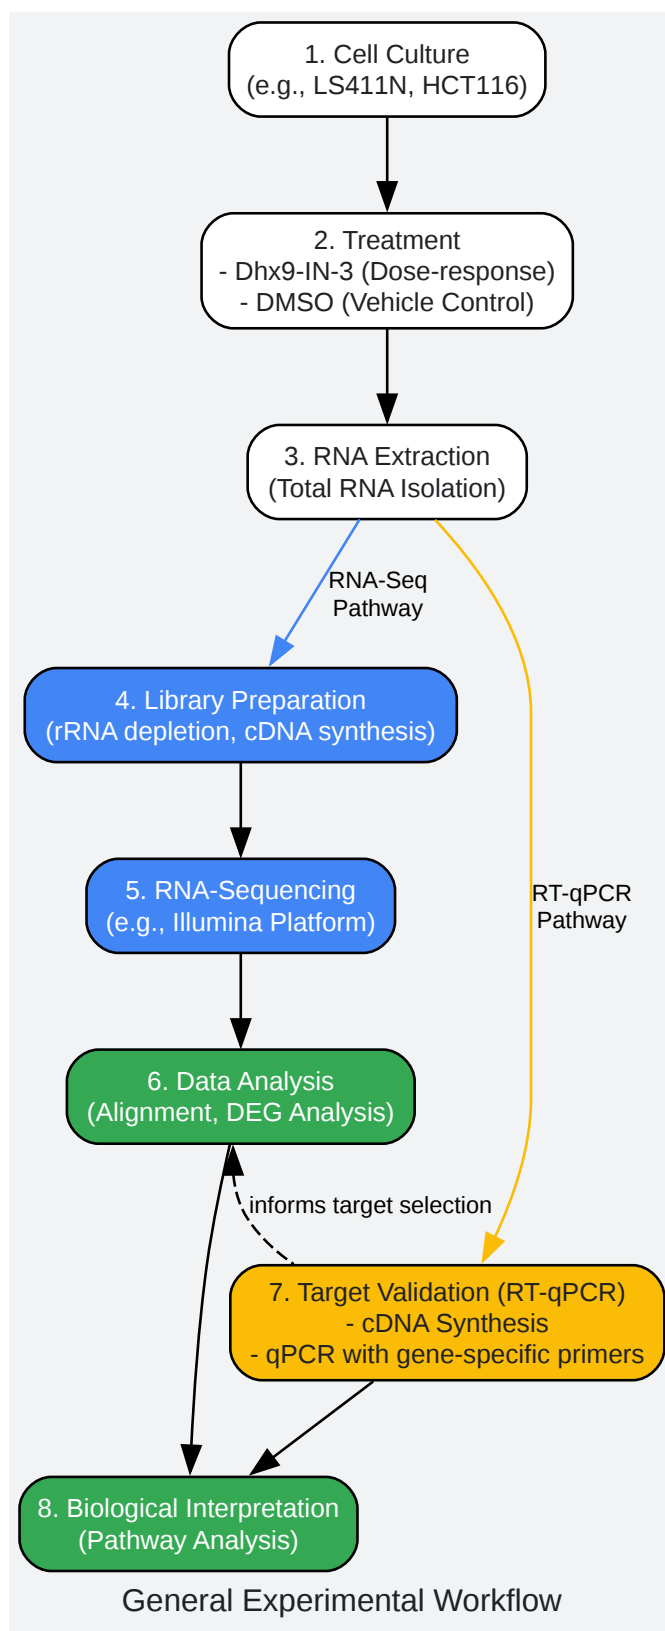 1. Cell Culture
(e.g., LS411N, HCT116)
2. Treatment
- Dhx9-IN-3 (Dose-response)
- DMSO (Vehicle Control)
3. RNA Extraction
(Total RNA Isolation)
RNA-Seq
Pathway
4. Library Preparation
(rRNA depletion, cDNA synthesis)
5. RNA-Sequencing
(e.g., Illumina Platform)
RT-qPCR
Pathway
6. Data Analysis
(Alignment, DEG Analysis)
informs target selection
7. Target Validation (RT-qPCR)
- cDNA Synthesis
- qPCR with gene-specific primers
8. Biological Interpretation
(Pathway Analysis)
General Experimental Workflow